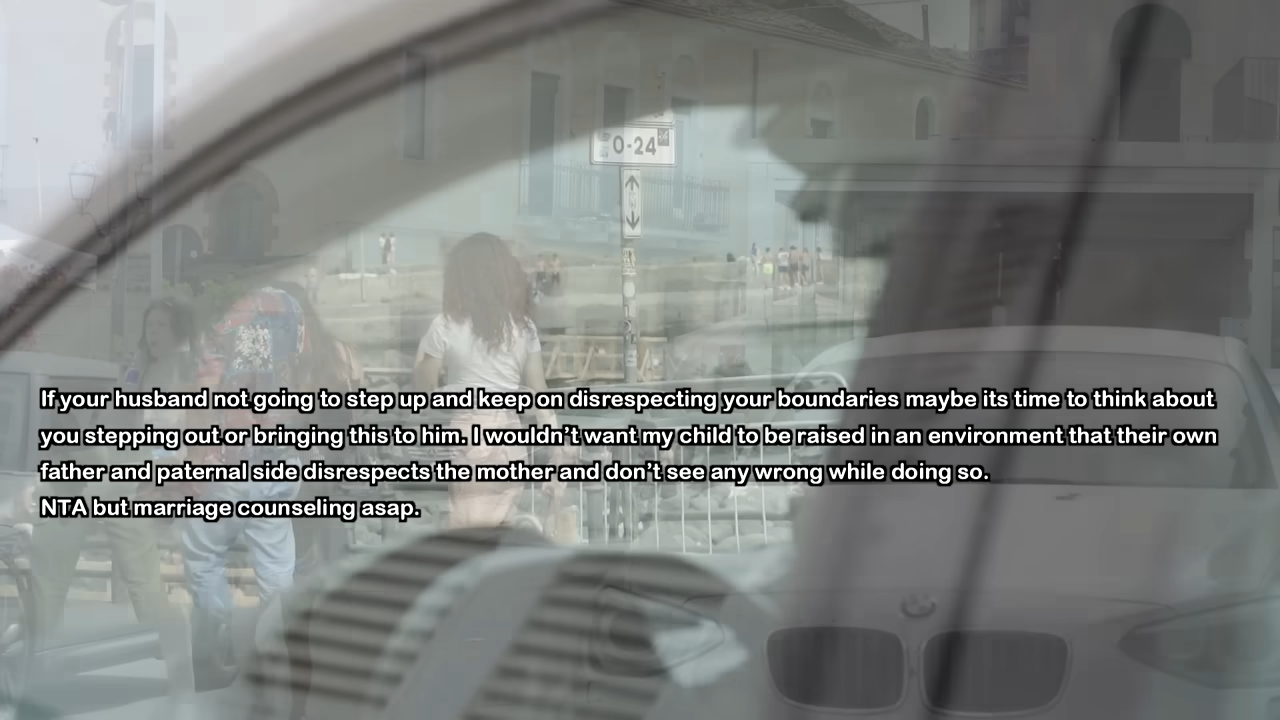 0-24
If your husband not going to step up and keep on disrespecting your boundaries maybe its time to think about
you stepping out or bringing this to him. I wouldn't want my child to be raised in an environment that their own
father and paternal side disrespects the mother and don't see any wrong while doing so.
NTA but marriage counseling asap.